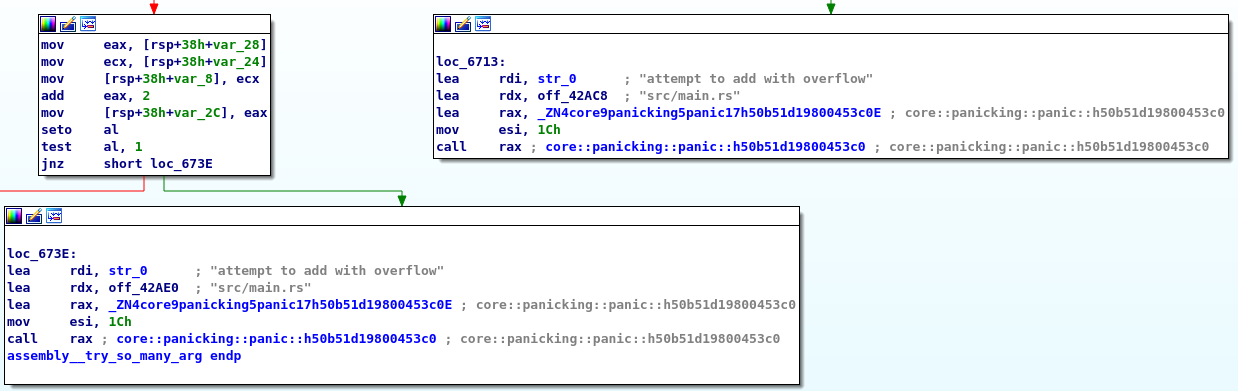 mov eax, [rsp+38h+var_28]
mov ecx, [rsp+38h+var_24]
mov [rsp+38h+var_8], ecx
add eax, 2
mov [rsp+38h+var_2C], eax
seto al
test al, 1
jnz short loc_673E
loc_6713:
lea rdi, str_0 ; "attempt to add with overflow"
lea rdx, off_42AC8 ; "src/main.rs"
lea rax, _ZN4core9panicking5panic17h50b51d19800453c0E ; core::panicking::panic::h50b51d19800453c0
mov esi, 1Ch
call rax ; core::panicking::panic::h50b51d19800453c0 ; core::panicking::panic::h50b51d19800453c0
loc_673E:
lea rdi, str_0 ; "attempt to add with overflow"
lea rdx, off_42AE0 ; "src/main.rs"
lea rax, _ZN4core9panicking5panic17h50b51d19800453c0E ; core::panicking::panic::h50b51d19800453c0
mov esi, 1Ch
call rax ; core::panicking::panic::h50b51d19800453c0 ; core::panicking::panic::h50b51d19800453c0
assembly__try_so_many_arg endp